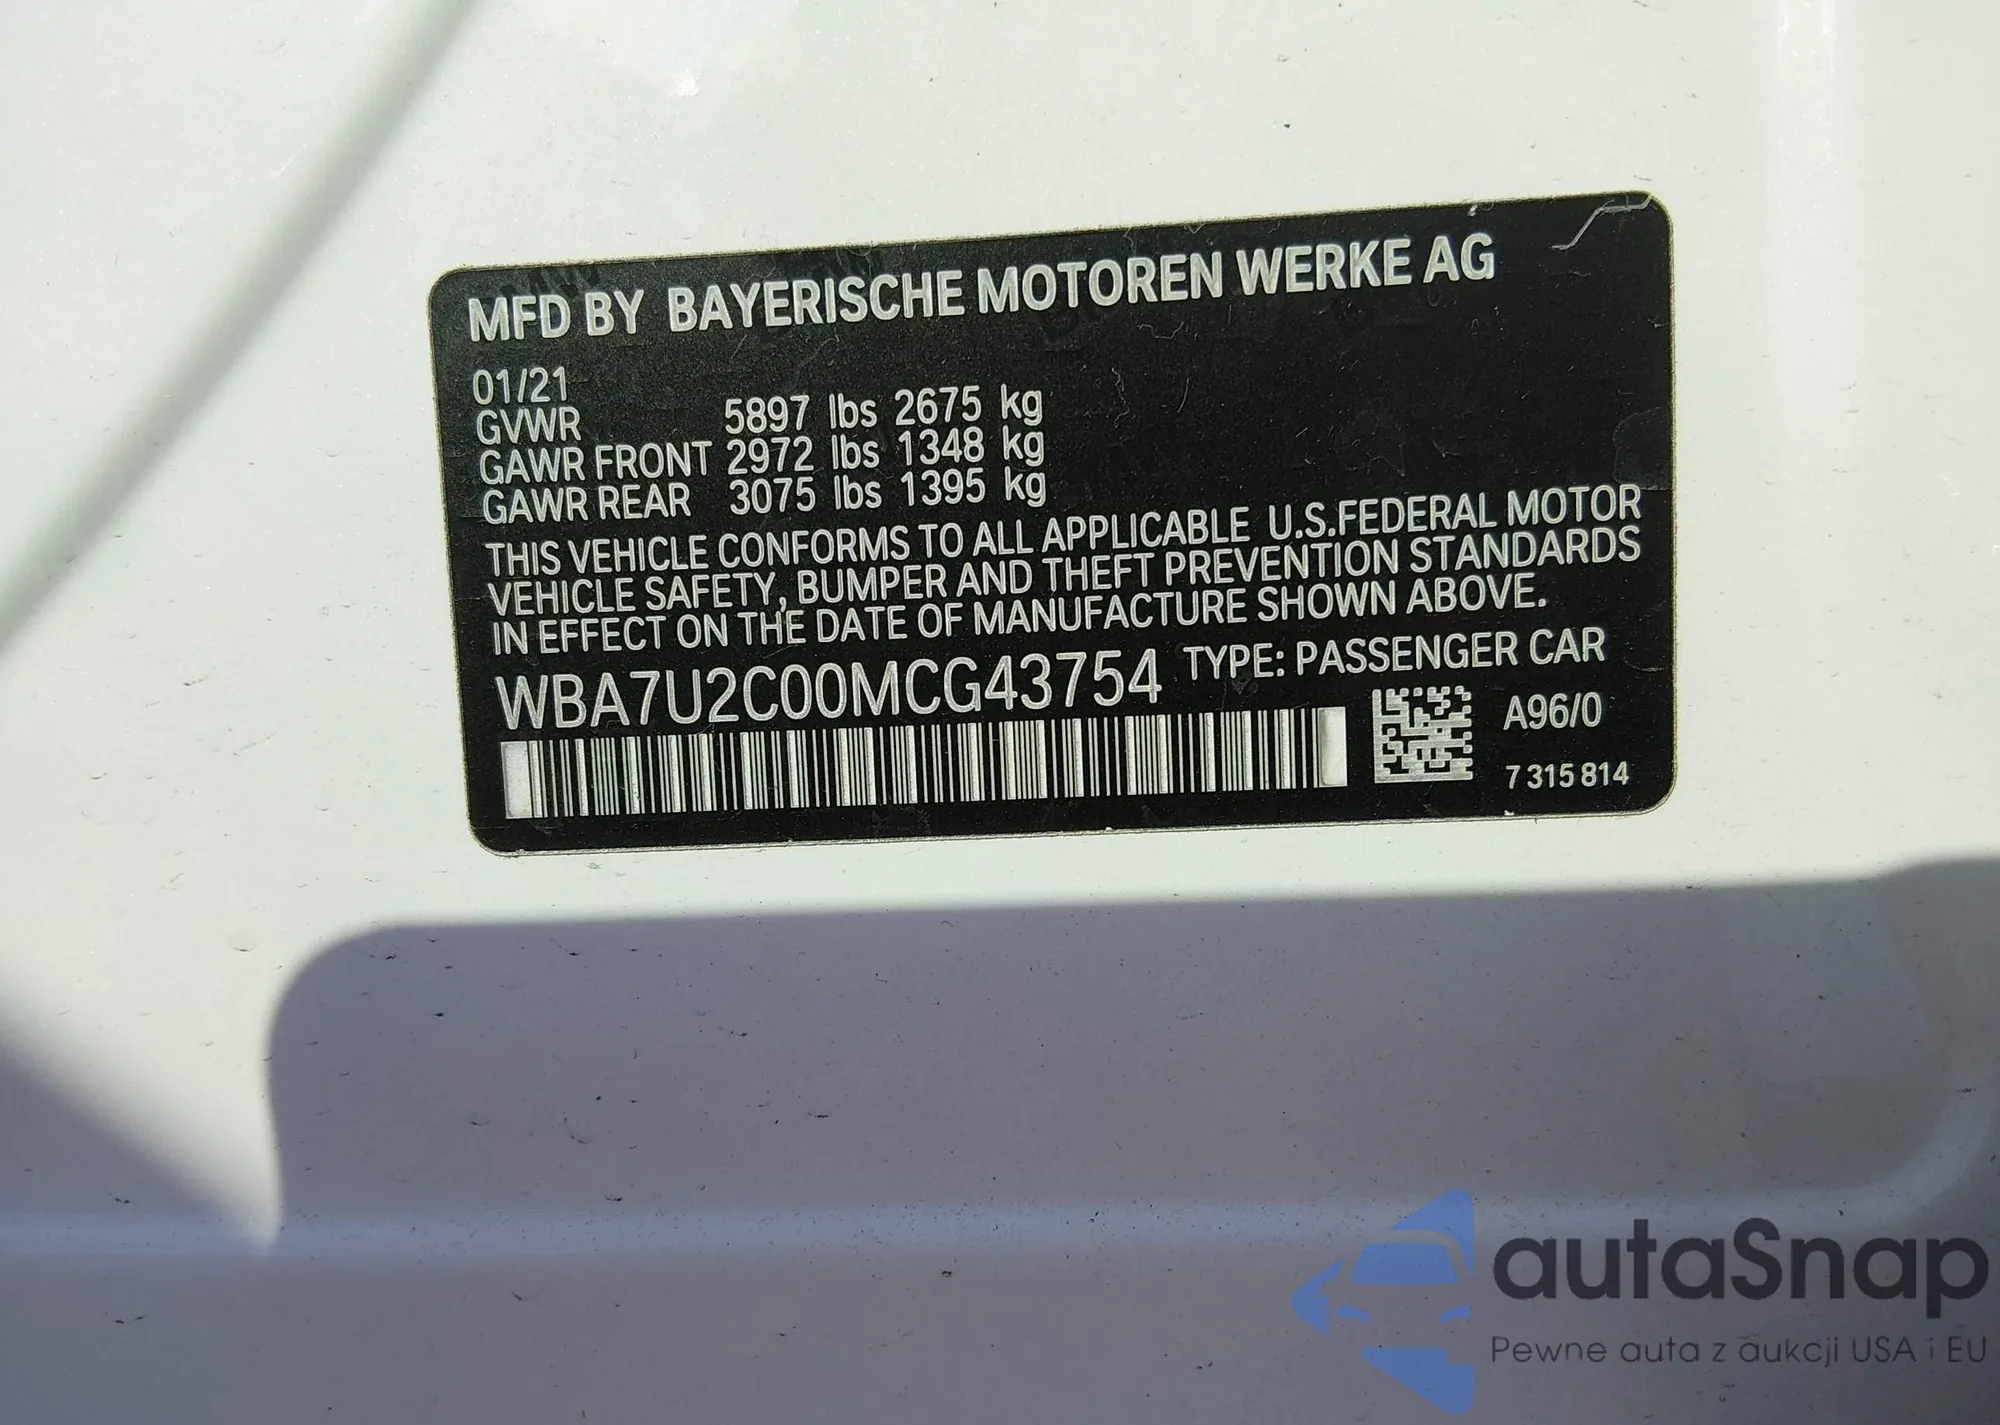 MFD BY BAYERISCHE MOTOREN WERKE AG
01/21
GVWR 5897 lbs 2675 kg
GAWR FRONT 2972 lbs 1348 kg
GAWR REAR 3075 lbs 1395 kg
THIS VEHICLE CONFORMS TO ALL APPLICABLE U.S.FEDERAL MOTOR
VEHICLE SAFETY, BUMPER AND THEFT PREVENTION STANDARDS
IN EFFECT ON THE DATE OF MANUFACTURE SHOWN ABOVE.
WBA7U2C00MCG43754 TYPE: PASSENGER CAR
A96/0
7 315 814
autaSnap
Pewne auta z aukcji USA i EU